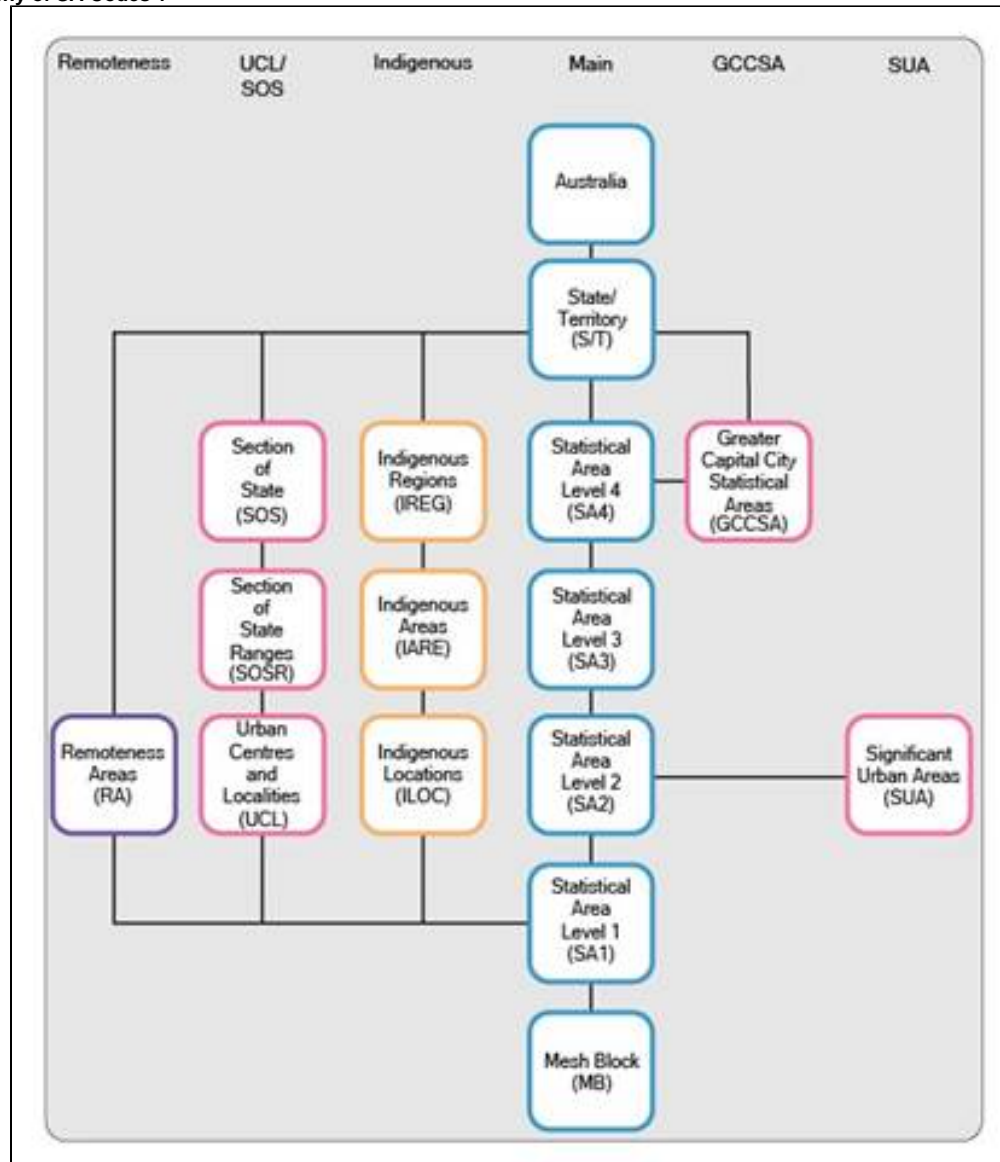 Remoteness
UCL/
SOS
Indigenous
Main
GCCSA
SUA
Australia
State/
Territory
(S/T)
Section
of
State
(SOS)
Indigenous
Regions
(IREG)
Statistical
Area
Level 4
(SA4)
Greater
Capital City
Statistical
Areas
(GCCSA)
Section
of
State
Ranges
(SOSR)
Indigenous
Areas
(IARE)
Statistical
Area
Level 3
(SA3)
Remoteness
Areas
(RA)
Urban
Centres
and
Localities
(UCL)
Indigenous
Locations
(ILOC)
Statistical
Area
Level 2
(SA2)
Significant
Urban Areas
(SUA)
Statistical
Area
Level 1
(SA1)
Mesh Block
(MB)